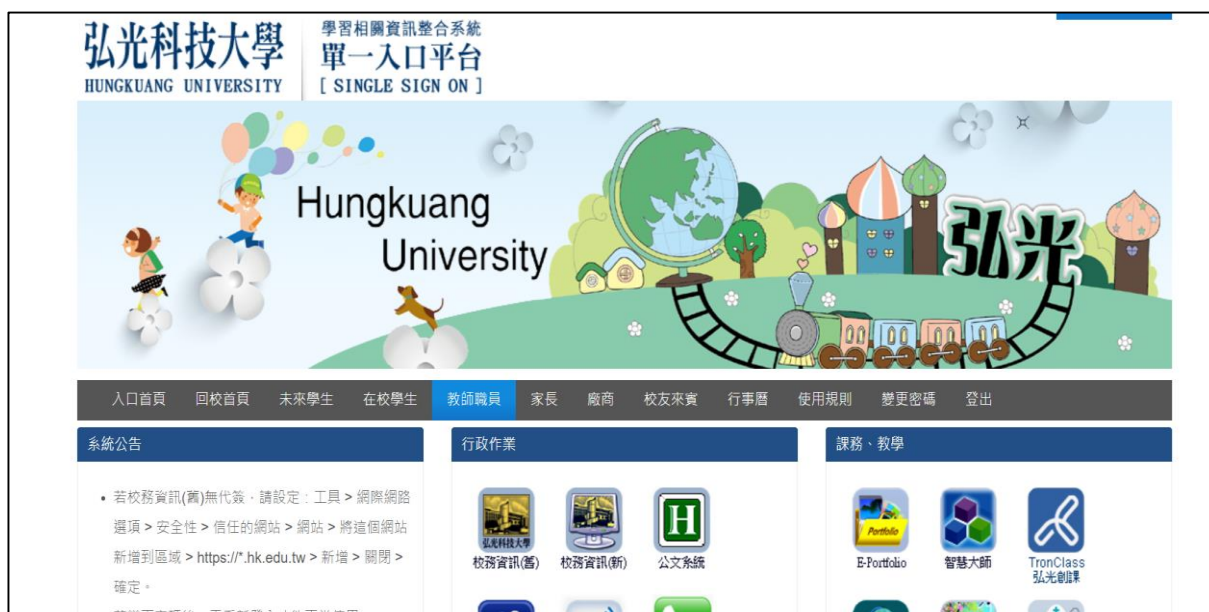 弘光科技大學
HUNGKUANG UNIVERSITY
學習相關資訊整合系統
單一入口平台
[ SINGLE SIGN ON ]
Hungkuang
University
弘光
入口首頁 回校首頁 未來學生 在校學生 教師職員 家長 廠商 校友來賓 行事曆 使用規則 變更密碼 登出
系統公告
• 若校務資訊(舊)無代簽，請設定：工具 > 網際網路
選項 > 安全性 > 信任的網站 > 網站 > 將這個網站
新增到區域 > https://*.hk.edu.tw > 新增 > 關閉 >
確定。
行政作業
弘光科技大學
校務資訊(舊) 校務資訊(新) 公文系統
H
課務、教學
Portfolio
E-Portfolio 智慧大師 TronClass
弘光創課